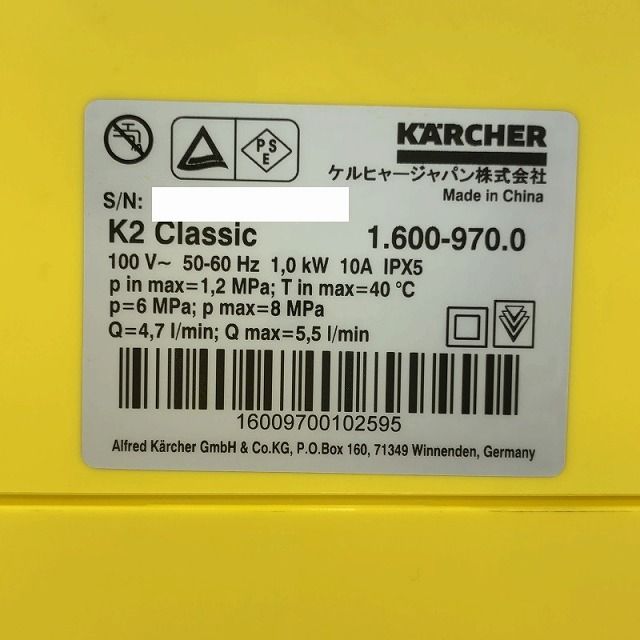 PS
E
KÄRCHER
ケルヒャージャパン株式会社
Made in China
S/N:
K2 Classic 1.600-970.0
100 V~ 50-60 Hz 1,0 kW 10A IPX5
p in max=1,2 MPa; T in max=40 °C
p=6 MPa; p max=8 MPa
Q=4,7 l/min; Q max=5,5 l/min
16009700102595
Alfred Kärcher GmbH & Co.KG, P.O.Box 160, 71349 Winnenden, Germany